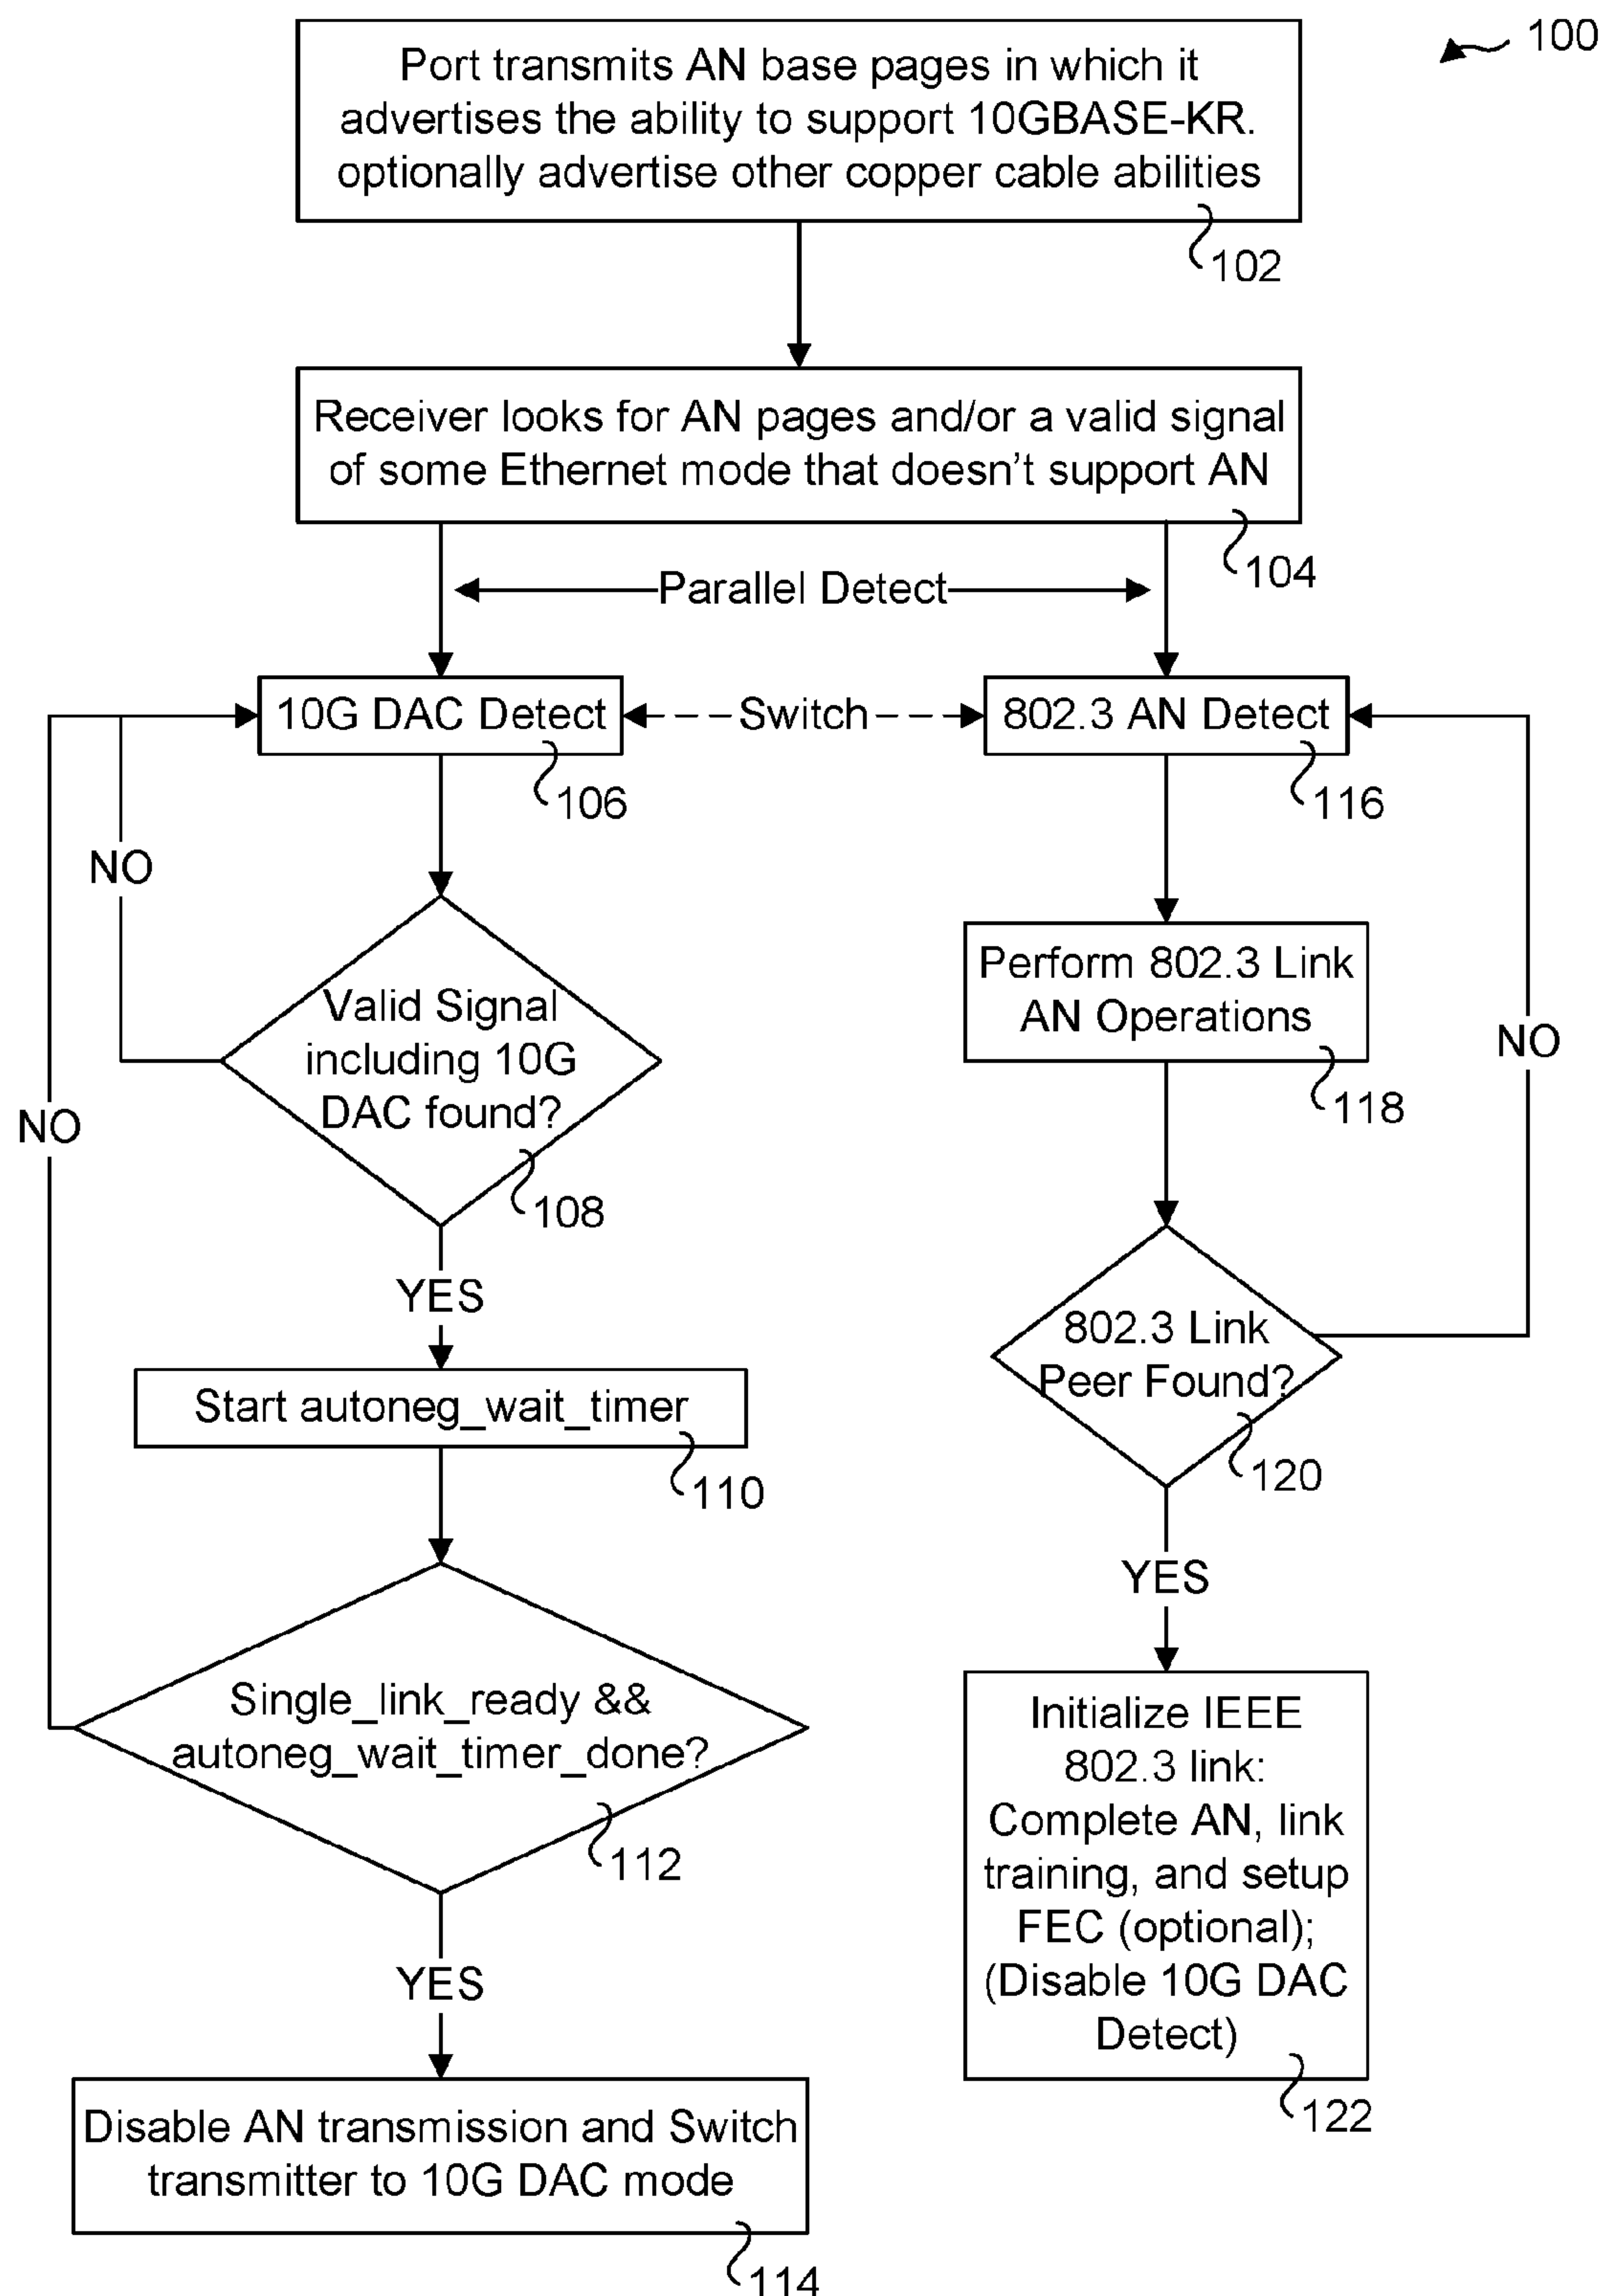 100
Port transmits AN base pages in which it
advertises the ability to support 10GBASE-KR.
optionally advertise other copper cable abilities
102
Receiver looks for AN pages and/or a valid signal
of some Ethernet mode that doesn't support AN
104
Parallel Detect
10G DAC Detect
Switch
802.3 AN Detect
106
116
NO
Valid Signal
including 10G
DAC found?
108
NO
YES
Start autoneg_wait_timer
110
Single_link_ready &&
autoneg_wait_timer_done?
112
YES
Disable AN transmission and Switch
transmitter to 10G DAC mode
114
Perform 802.3 Link
AN Operations
118
NO
802.3 Link
Peer Found?
120
YES
Initialize IEEE
802.3 link:
Complete AN, link
training, and setup
FEC (optional);
(Disable 10G DAC
Detect)
122